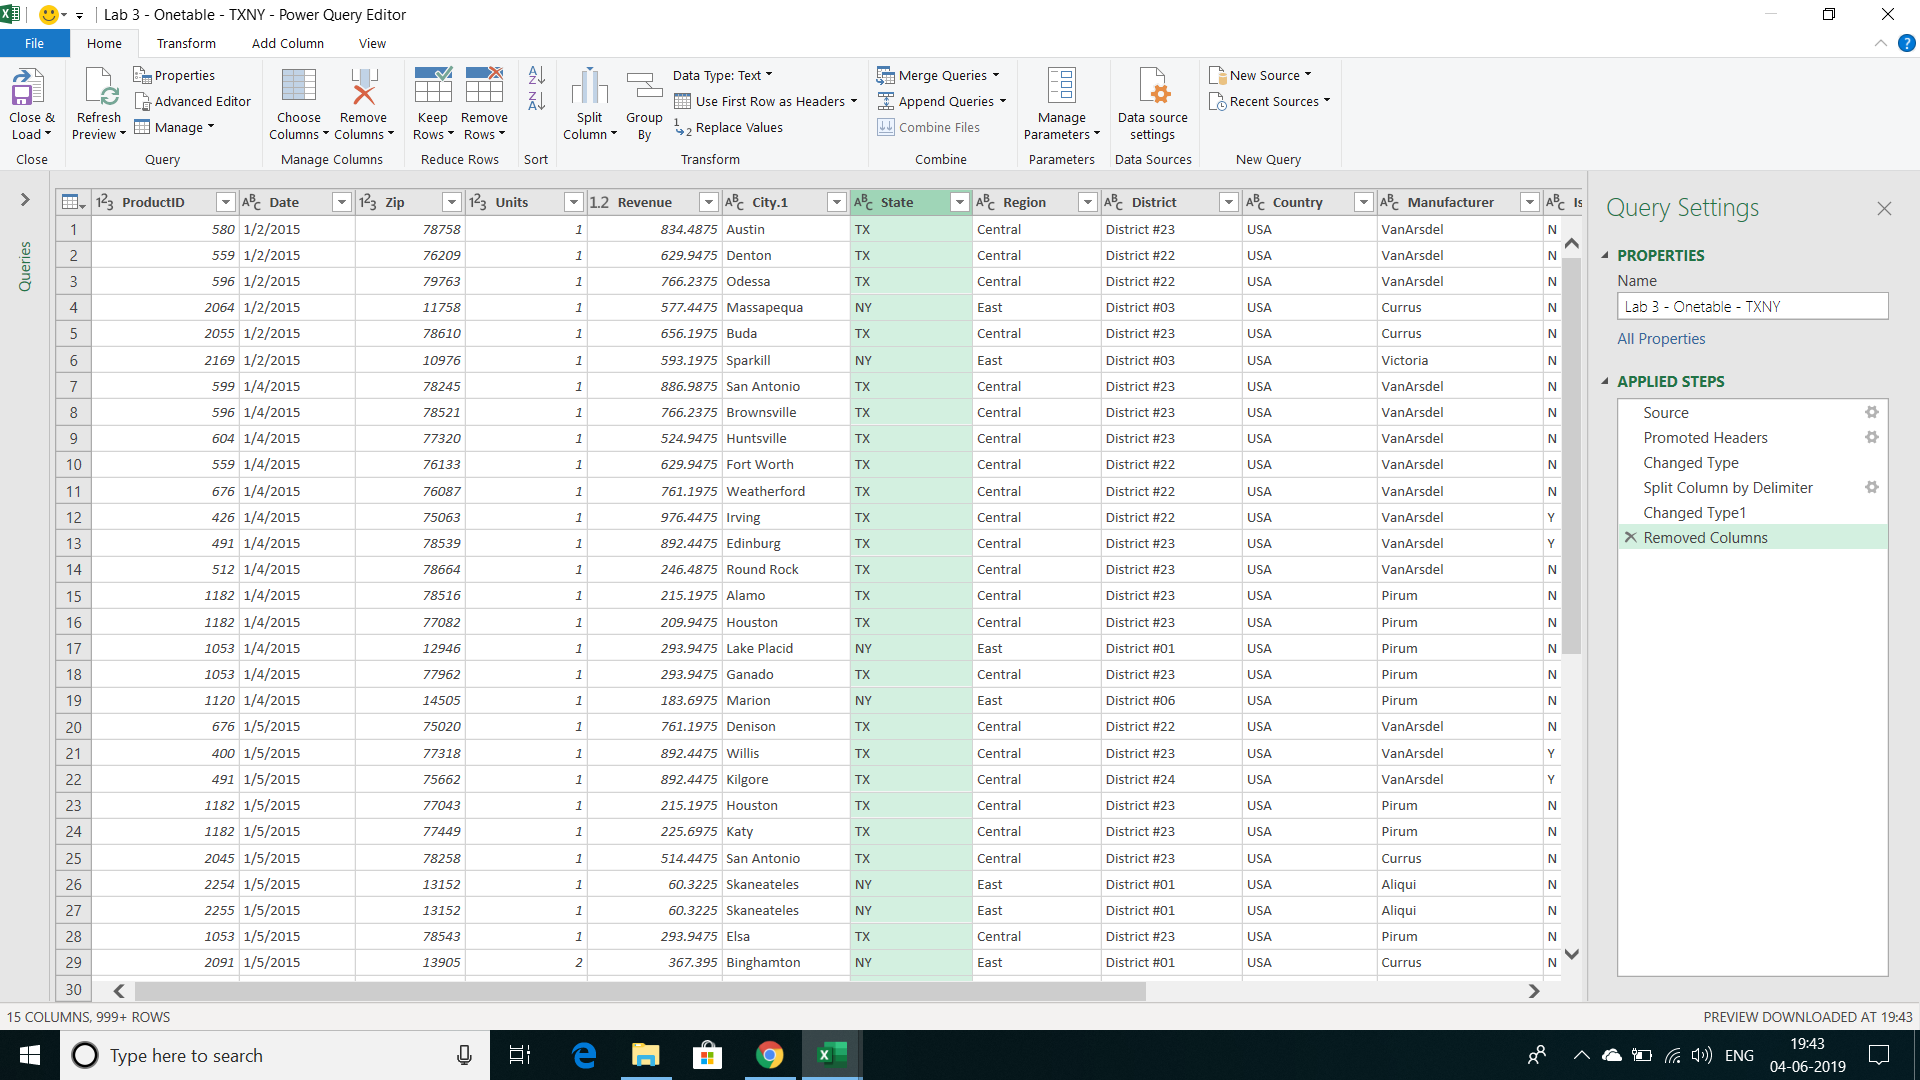 Lab 3 - Onetable - TXNY - Power Query Editor
File Home Transform Add Column View
Close & Load
Close
Refresh Preview
Properties
Advanced Editor
Manage
Query
Choose Columns
Remove Columns
Manage Columns
Keep Rows
Remove Rows
Reduce Rows
Sort
Split Column
Group By
Data Type: Text
Use First Row as Headers
Replace Values
Transform
Merge Queries
Append Queries
Combine Files
Combine
Manage Parameters
Parameters
Data source settings
Data Sources
New Source
Recent Sources
New Query
Queries
ProductID Date Zip Units Revenue City.1 State Region District Country Manufacturer Is
1 580 1/2/2015 78758 1 834.4875 Austin TX Central District #23 USA VanArsdel N
2 559 1/2/2015 76209 1 629.9475 Denton TX Central District #22 USA VanArsdel N
3 596 1/2/2015 79763 1 766.2375 Odessa TX Central District #22 USA VanArsdel N
4 2064 1/2/2015 11758 1 577.4475 Massapequa NY East District #03 USA Currus N
5 2055 1/2/2015 78610 1 656.1975 Buda TX Central District #23 USA Currus N
6 2169 1/2/2015 10976 1 593.1975 Sparkill NY East District #03 USA Victoria N
7 599 1/4/2015 78245 1 886.9875 San Antonio TX Central District #23 USA VanArsdel N
8 596 1/4/2015 78521 1 766.2375 Brownsville TX Central District #23 USA VanArsdel N
9 604 1/4/2015 77320 1 524.9475 Huntsville TX Central District #23 USA VanArsdel N
10 559 1/4/2015 76133 1 629.9475 Fort Worth TX Central District #22 USA VanArsdel N
11 676 1/4/2015 76087 1 761.1975 Weatherford TX Central District #22 USA VanArsdel N
12 426 1/4/2015 75063 1 976.4475 Irving TX Central District #22 USA VanArsdel Y
13 491 1/4/2015 78539 1 892.4475 Edinburg TX Central District #23 USA VanArsdel Y
14 512 1/4/2015 78664 1 246.4875 Round Rock TX Central District #23 USA VanArsdel N
15 1182 1/4/2015 78516 1 215.1975 Alamo TX Central District #23 USA Pirum N
16 1182 1/4/2015 77082 1 209.9475 Houston TX Central District #23 USA Pirum N
17 1053 1/4/2015 12946 1 293.9475 Lake Placid NY East District #01 USA Pirum N
18 1053 1/4/2015 77962 1 293.9475 Ganado TX Central District #23 USA Pirum N
19 1120 1/4/2015 14505 1 183.6975 Marion NY East District #06 USA Pirum N
20 676 1/5/2015 75020 1 761.1975 Denison TX Central District #22 USA VanArsdel N
21 400 1/5/2015 77318 1 892.4475 Willis TX Central District #23 USA VanArsdel Y
22 491 1/5/2015 75662 1 892.4475 Kilgore TX Central District #24 USA VanArsdel Y
23 1182 1/5/2015 77043 1 215.1975 Houston TX Central District #23 USA Pirum N
24 1182 1/5/2015 77449 1 225.6975 Katy TX Central District #23 USA Pirum N
25 2045 1/5/2015 78258 1 514.4475 San Antonio TX Central District #23 USA Currus N
26 2254 1/5/2015 13152 1 60.3225 Skaneateles NY East District #01 USA Aliqui N
27 2255 1/5/2015 13152 1 60.3225 Skaneateles NY East District #01 USA Aliqui N
28 1053 1/5/2015 78543 1 293.9475 Elsa TX Central District #23 USA Pirum N
29 2091 1/5/2015 13905 2 367.395 Binghamton NY East District #01 USA Currus N
30
Query Settings
PROPERTIES
Name
Lab 3 - Onetable - TXNY
All Properties
APPLIED STEPS
Source
Promoted Headers
Changed Type
Split Column by Delimiter
Changed Type1
Removed Columns
15 COLUMNS, 999+ ROWS
PREVIEW DOWNLOADED AT 19:43
Type here to search
ENG
19:43
04-06-2019